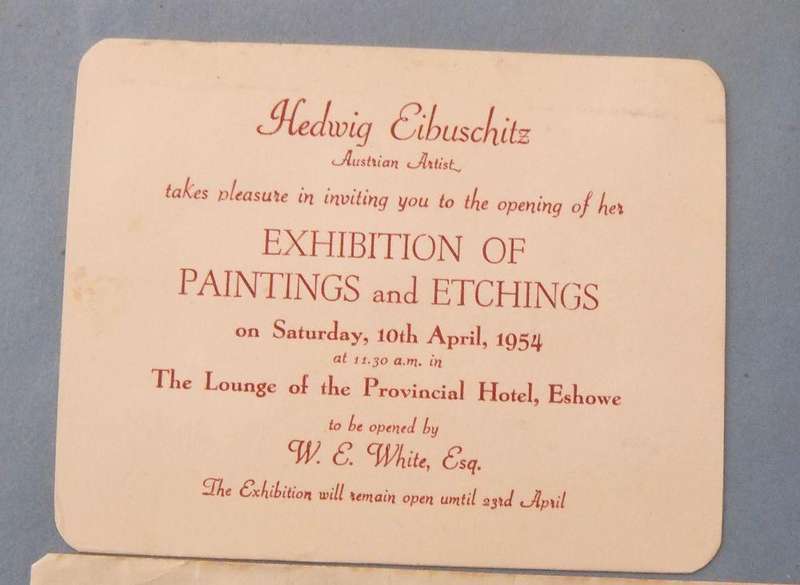 Hedwig Eibuschitz
Austrian Artist
takes pleasure in inviting you to the opening of her
EXHIBITION OF
PAINTINGS and ETCHINGS
on Saturday, 10th April, 1954
at 11.30 a.m. in
The Lounge of the Provincial Hotel, Eshowe
to be opened by
W. E. White, Esq.
The Exhibition will remain open umtil 23rd April